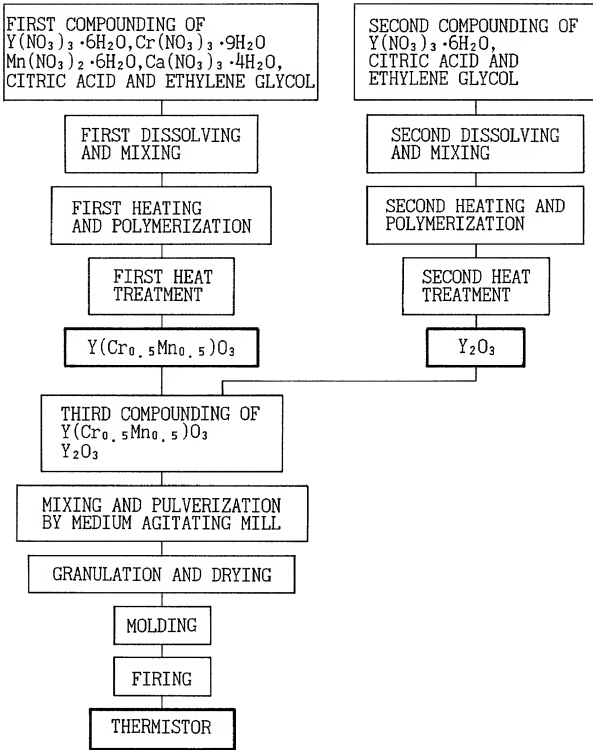 FIRST COMPOUNDING OF
Y(NO₃)₃·6H₂O,Cr(NO₃)₃·9H₂O
Mn(NO₃)₂·6H₂O,Ca(NO₃)₃·4H₂O,
CITRIC ACID AND ETHYLENE GLYCOL
FIRST DISSOLVING
AND MIXING
FIRST HEATING
AND POLYMERIZATION
FIRST HEAT
TREATMENT
Y(Cr₀.₅Mn₀.₅)O₃
SECOND COMPOUNDING OF
Y(NO₃)₃·6H₂O,
CITRIC ACID AND
ETHYLENE GLYCOL
SECOND DISSOLVING
AND MIXING
SECOND HEATING AND
POLYMERIZATION
SECOND HEAT
TREATMENT
Y₂O₃
THIRD COMPOUNDING OF
Y(Cr₀.₅Mn₀.₅)O₃
Y₂O₃
MIXING AND PULVERIZATION
BY MEDIUM AGITATING MILL
GRANULATION AND DRYING
MOLDING
FIRING
THERMISTOR